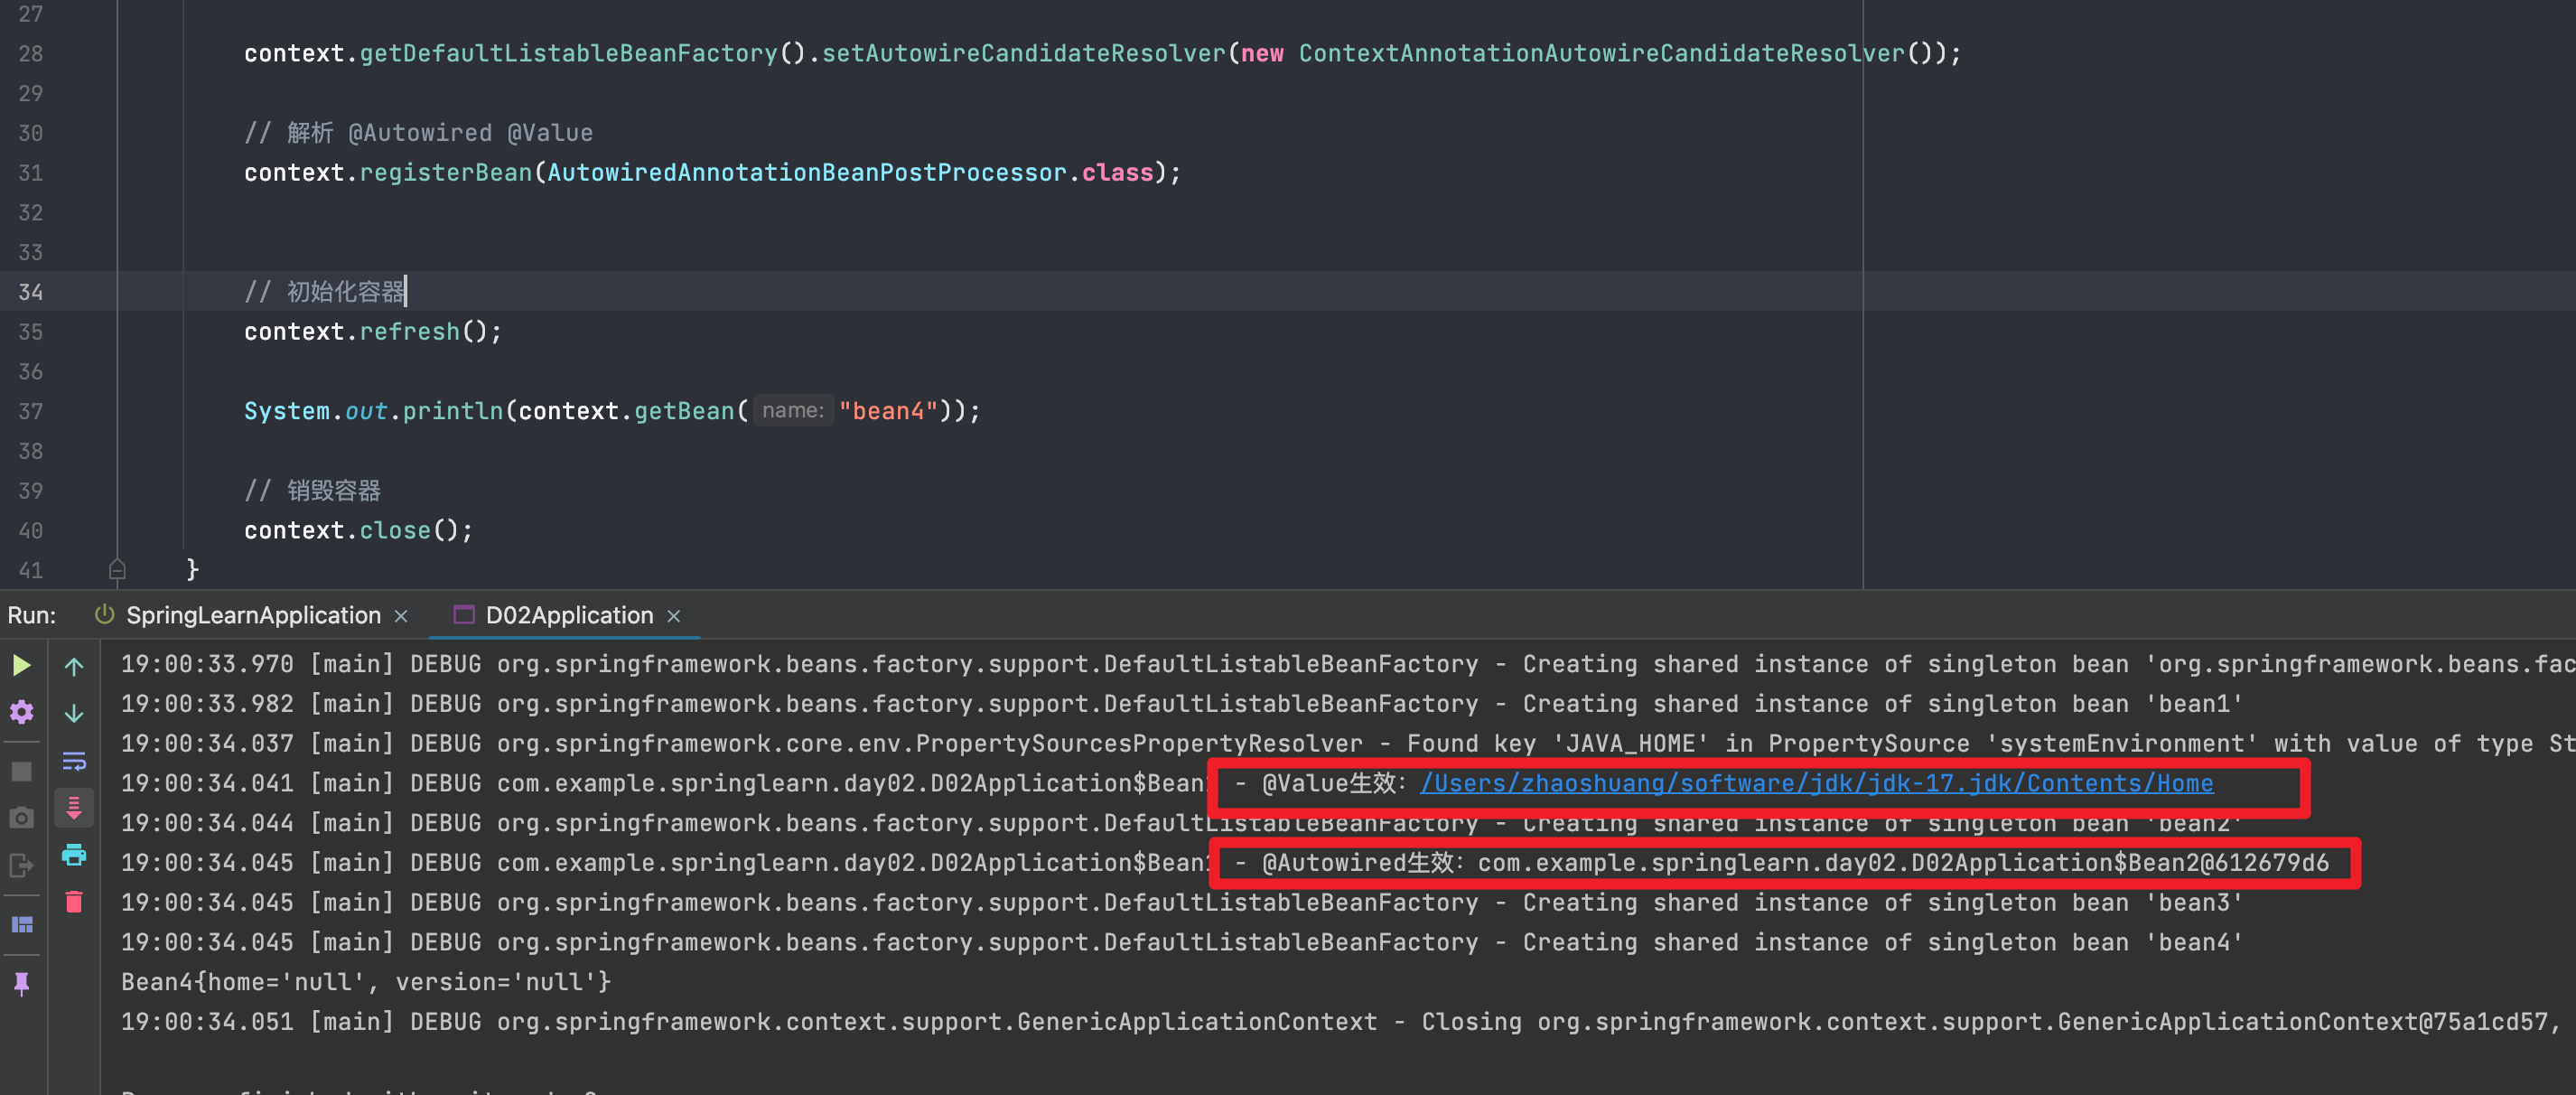 27
28 context.getDefaultListableBeanFactory().setAutowireCandidateResolver(new ContextAnnotationAutowireCandidateResolver());
29
30 // 解析 @Autowired @Value
31 context.registerBean(AutowiredAnnotationBeanPostProcessor.class);
32
33
34 // 初始化容器
35 context.refresh();
36
37 System.out.println(context.getBean( name: "bean4"));
38
39 // 销毁容器
40 context.close();
41 }
Run: SpringLearnApplication × D02Application ×
19:00:33.970 [main] DEBUG org.springframework.beans.factory.support.DefaultListableBeanFactory - Creating shared instance of singleton bean 'org.springframework.beans.fac
19:00:33.982 [main] DEBUG org.springframework.beans.factory.support.DefaultListableBeanFactory - Creating shared instance of singleton bean 'bean1'
19:00:34.037 [main] DEBUG org.springframework.core.env.PropertySourcesPropertyResolver - Found key 'JAVA_HOME' in PropertySource 'systemEnvironment' with value of type St
19:00:34.041 [main] DEBUG com.example.springlearn.day02.D02Application$Bean - @Value生效: /Users/zhaoshuang/software/jdk/jdk-17.jdk/Contents/Home
19:00:34.044 [main] DEBUG org.springframework.beans.factory.support.DefaultListableBeanFactory - Creating shared instance of singleton bean 'bean2'
19:00:34.045 [main] DEBUG com.example.springlearn.day02.D02Application$Bean - @Autowired生效: com.example.springlearn.day02.D02Application$Bean2@612679d6
19:00:34.045 [main] DEBUG org.springframework.beans.factory.support.DefaultListableBeanFactory - Creating shared instance of singleton bean 'bean3'
19:00:34.045 [main] DEBUG org.springframework.beans.factory.support.DefaultListableBeanFactory - Creating shared instance of singleton bean 'bean4'
Bean4{home='null', version='null'}
19:00:34.051 [main] DEBUG org.springframework.context.support.GenericApplicationContext - Closing org.springframework.context.support.GenericApplicationContext@75a1cd57,